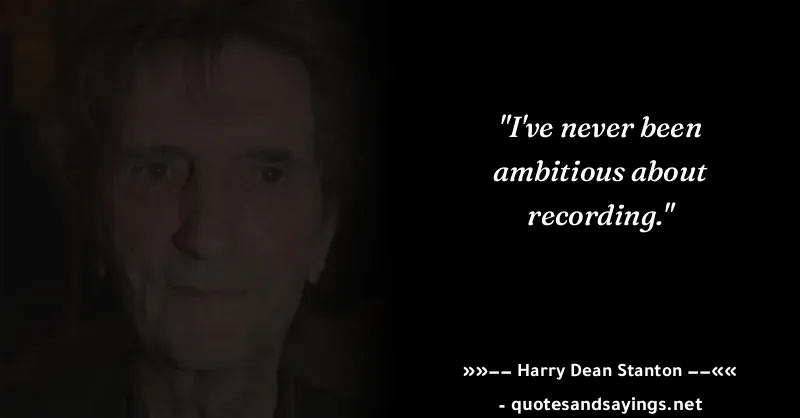 "I've never been
ambitious about
recording."
»»–– Harry Dean Stanton ––««
- quotesandsayings.net